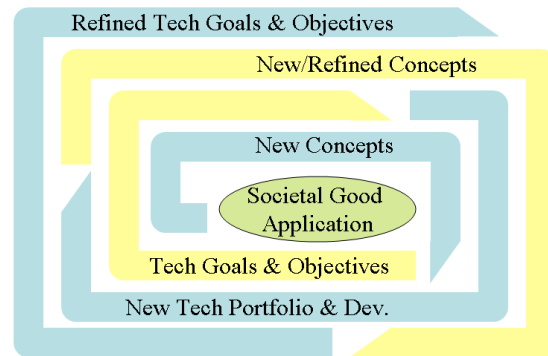 Refined Tech Goals & Objectives
New/Refined Concepts
New Concepts
Societal Good
Application
Tech Goals & Objectives
New Tech Portfolio & Dev.